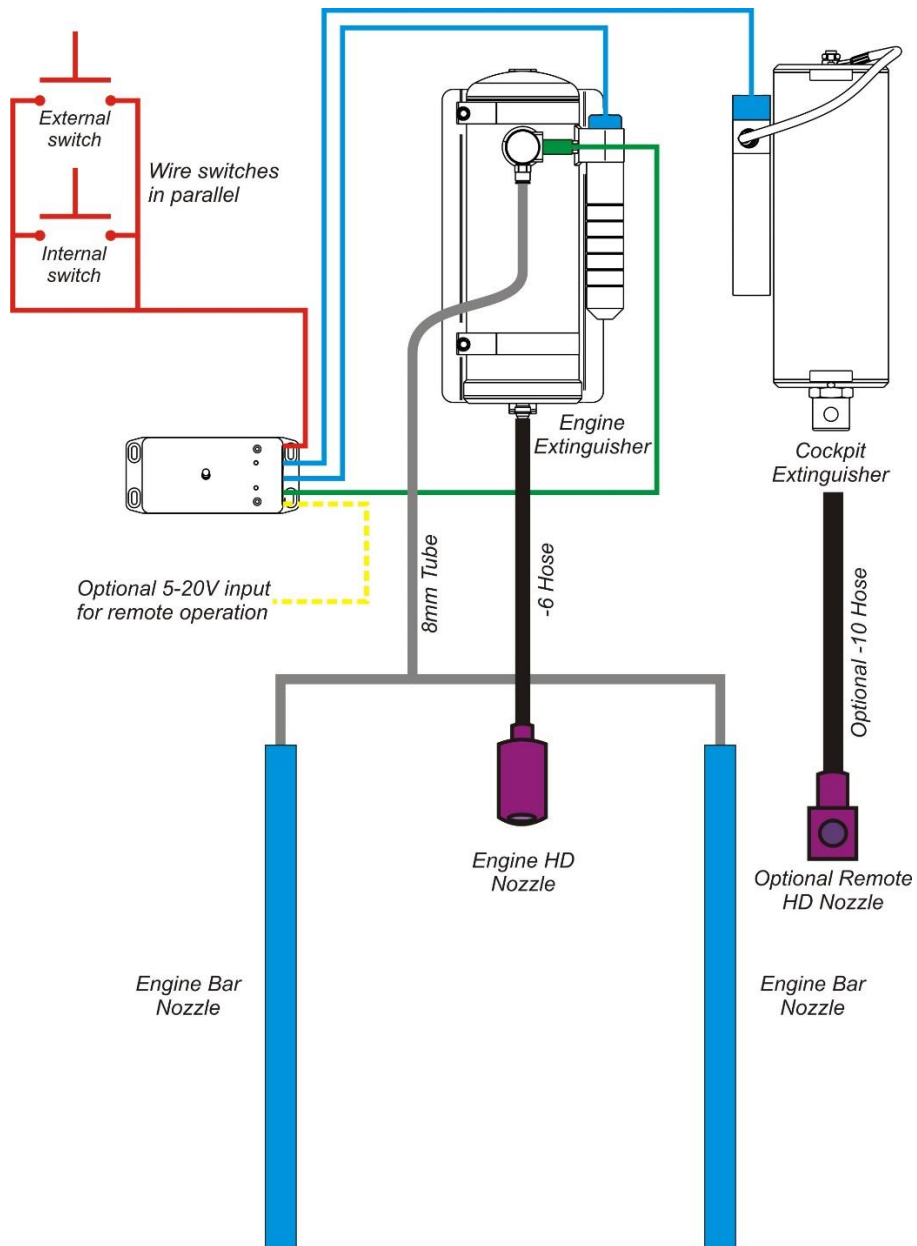 External
switch
Wire switches
in parallel
Internal
switch
Engine
Extinguisher
Cockpit
Extinguisher
Optional 5-20V input
for remote operation
8mm Tube
-6 Hose
Optional -10 Hose
Engine HD
Nozzle
Optional Remote
HD Nozzle
Engine Bar
Nozzle
Engine Bar
Nozzle